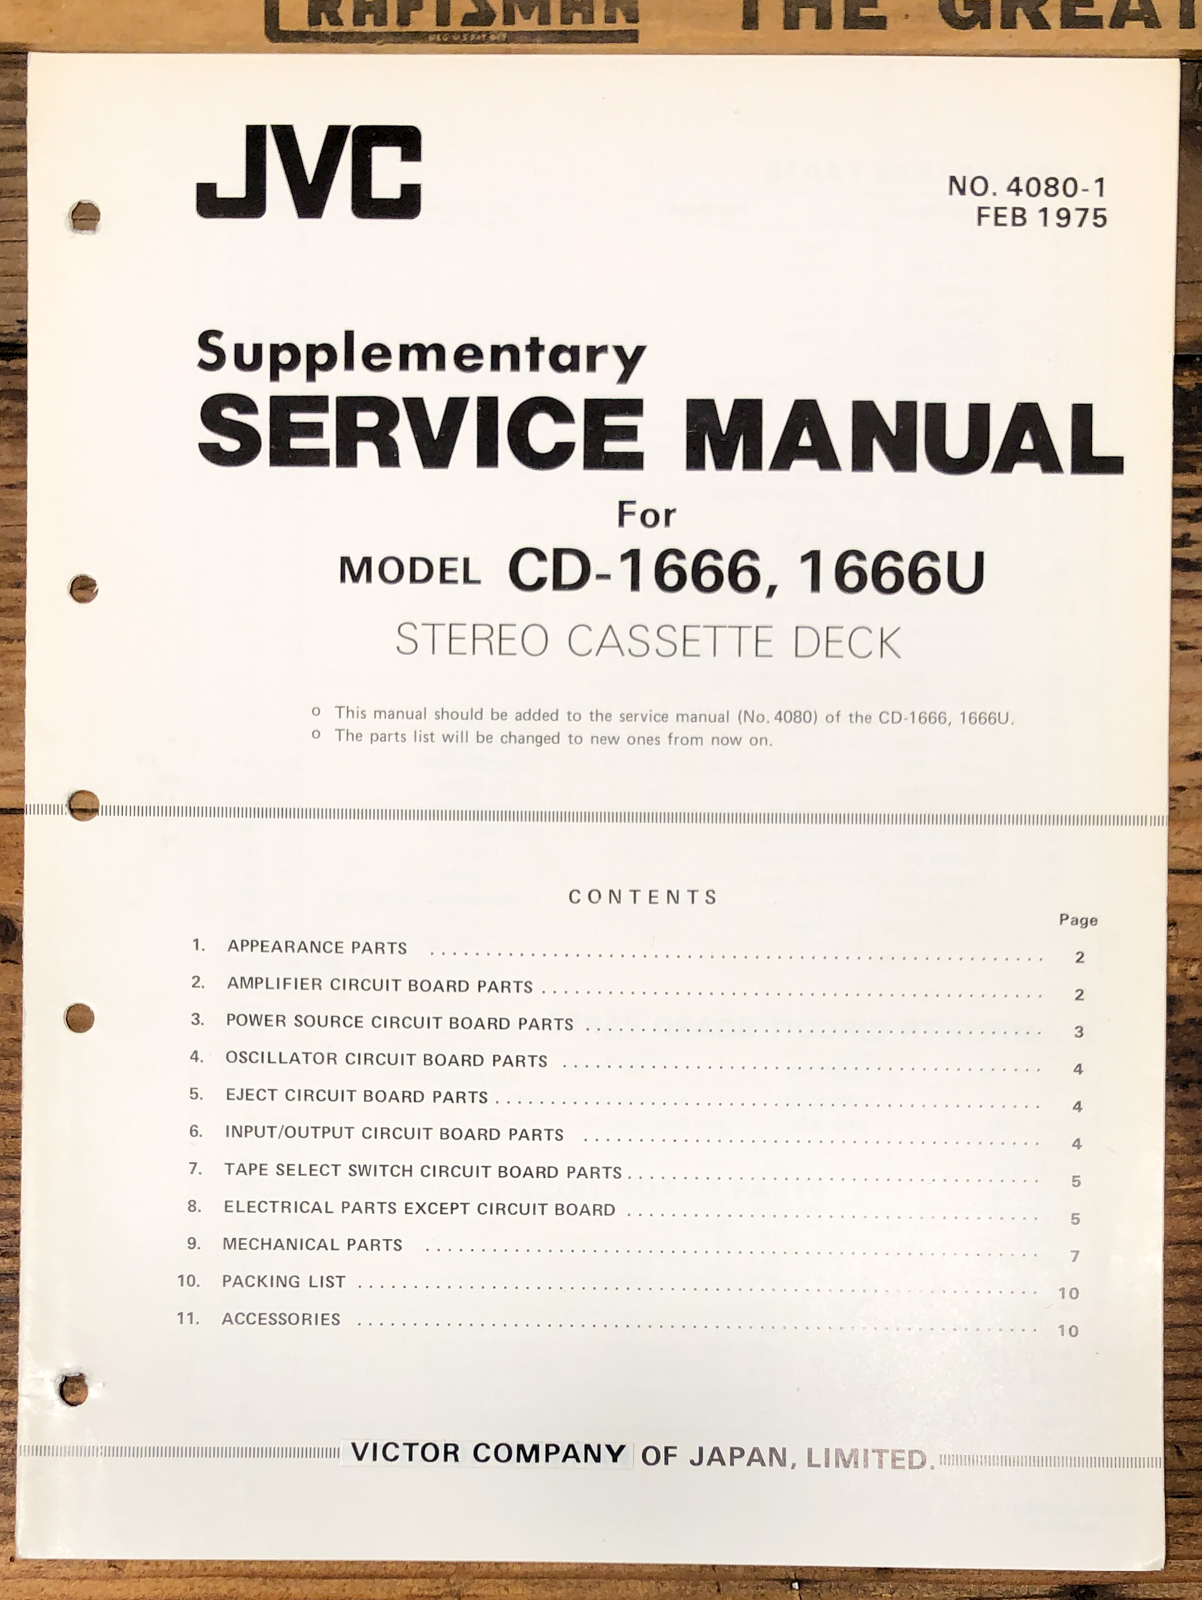 CRAFTSMAN THE GREAT
JVC
NO. 4080-1
FEB 1975
Supplementary
SERVICE MANUAL
For
MODEL CD-1666, 1666U
STEREO CASSETTE DECK
o This manual should be added to the service manual (No. 4080) of the CD-1666, 1666U.
o The parts list will be changed to new ones from now on.
CONTENTS
Page
1. APPEARANCE PARTS 2
2. AMPLIFIER CIRCUIT BOARD PARTS 2
3. POWER SOURCE CIRCUIT BOARD PARTS 3
4. OSCILLATOR CIRCUIT BOARD PARTS 4
5. EJECT CIRCUIT BOARD PARTS 4
6. INPUT/OUTPUT CIRCUIT BOARD PARTS 4
7. TAPE SELECT SWITCH CIRCUIT BOARD PARTS 5
8. ELECTRICAL PARTS EXCEPT CIRCUIT BOARD 5
9. MECHANICAL PARTS 7
10. PACKING LIST 10
11. ACCESSORIES 10
VICTOR COMPANY OF JAPAN, LIMITED.